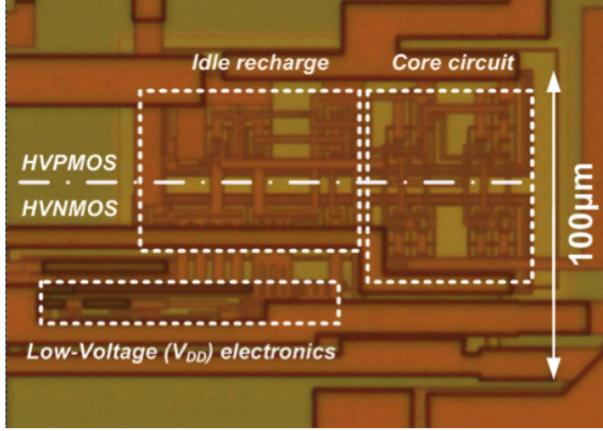 Idle recharge
Core circuit
HVPMOS
HVNMOS
100μm
Low-Voltage (VDD) electronics